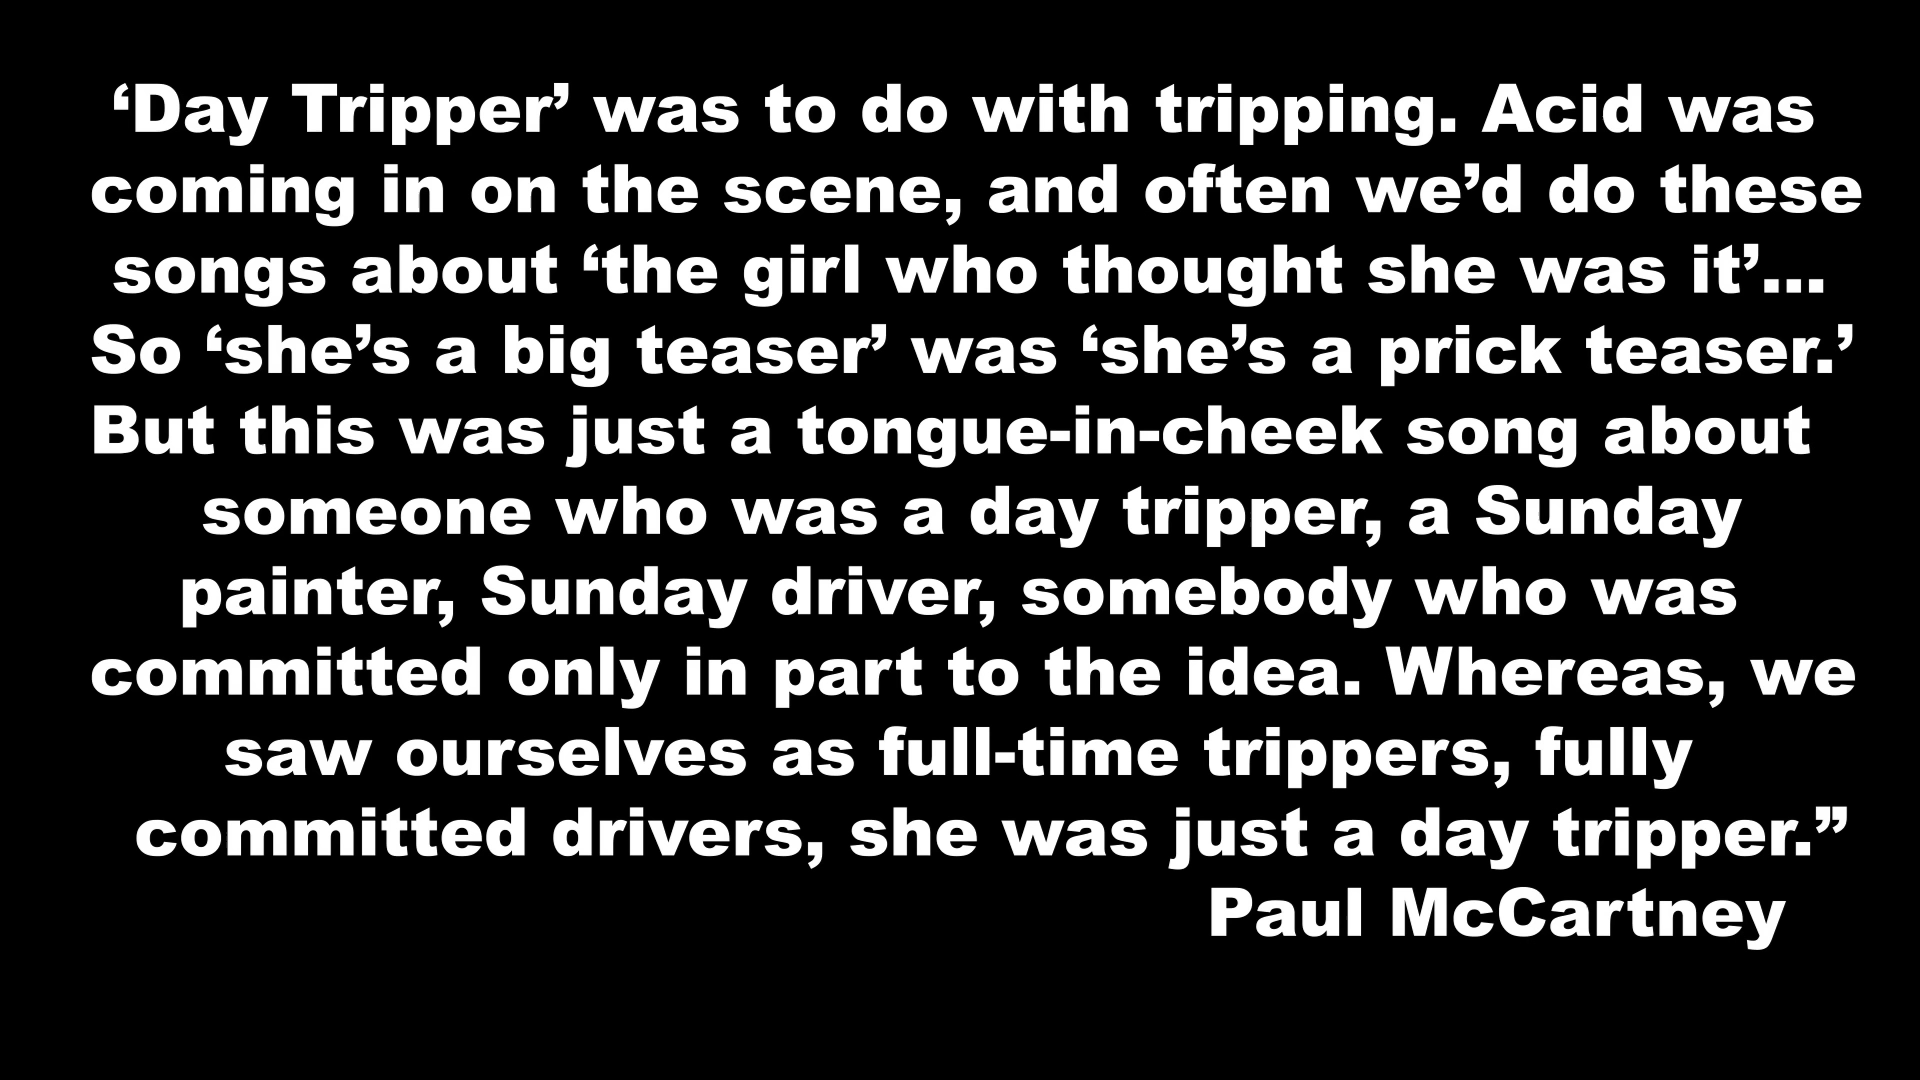 ‘Day Tripper’ was to do with tripping. Acid was
coming in on the scene, and often we’d do these
songs about ‘the girl who thought she was it’...
So ‘she’s a big teaser’ was ‘she’s a prick teaser.’
But this was just a tongue-in-cheek song about
someone who was a day tripper, a Sunday
painter, Sunday driver, somebody who was
committed only in part to the idea. Whereas, we
saw ourselves as full-time trippers, fully
committed drivers, she was just a day tripper.”
Paul McCartney